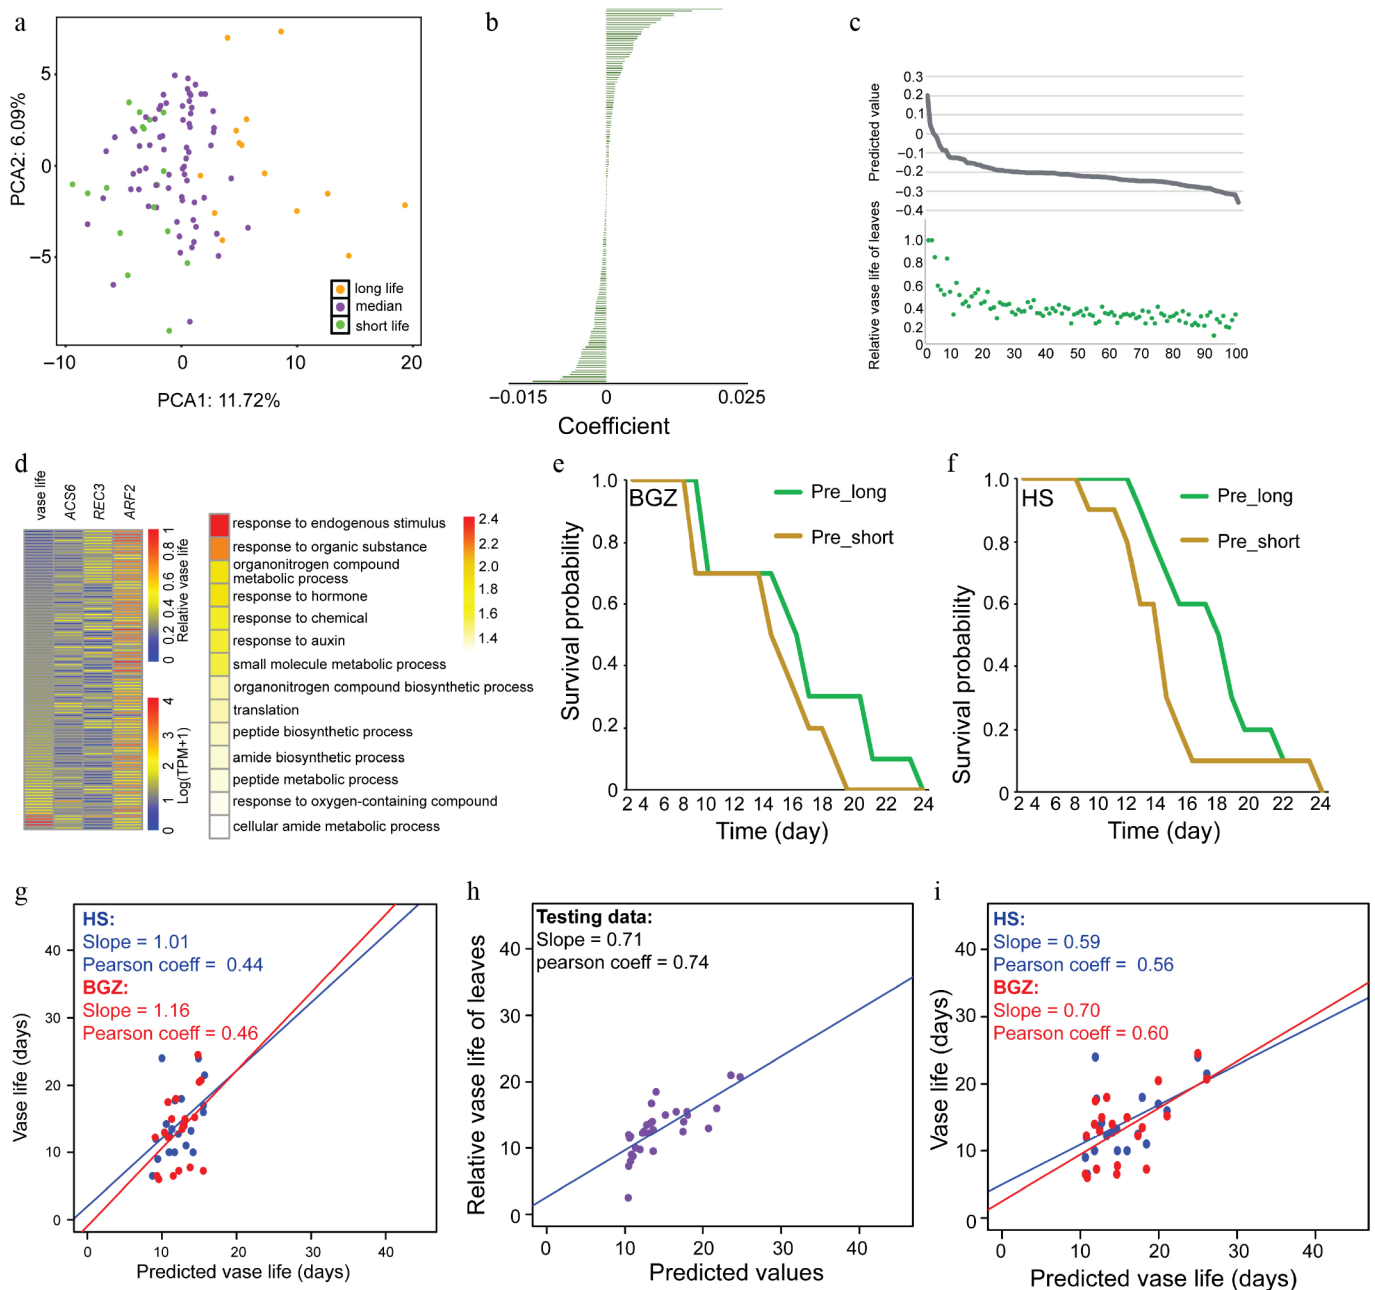 a
PCA2: 6.09%
5
0
−5
−10
0
10
20
PCA1: 11.72%
long life
median
short life
b
−0.015
0
0.025
Coefficient
c
Predicted value
0.3
0.2
0.1
0
−0.1
−0.2
−0.3
−0.4
Relative vase life of leaves
1.0
0.8
0.6
0.4
0.2
0
0
10
20
30
40
50
60
70
80
90
100
d
vase life
ACS6
REC3
ARF2
0 0.2 0.4 0.6 0.8 1
Relative vase life
0 1 2 3 4
Log(TPM+1)
response to endogenous stimulus
response to organic substance
organonitrogen compound
metabolic process
response to hormone
response to chemical
response to auxin
small molecule metabolic process
organonitrogen compound biosynthetic process
translation
peptide biosynthetic process
amide biosynthetic process
peptide metabolic process
response to oxygen-containing compound
cellular amide metabolic process
2.4
2.2
2.0
1.8
1.6
1.4
e
BGZ
Pre_long
Pre_short
Survival probability
1.0
0.8
0.6
0.4
0.2
0
2 4 6 8 10 12 14 16 18 20 22 24
Time (day)
f
HS
Pre_long
Pre_short
Survival probability
1.0
0.8
0.6
0.4
0.2
0
2 4 6 8 10 12 14 16 18 20 22 24
Time (day)
g
HS:
Slope = 1.01
Pearson coeff = 0.44
BGZ:
Slope = 1.16
Pearson coeff = 0.46
Vase life (days)
40
30
20
10
0
0 10 20 30 40
Predicted vase life (days)
h
Testing data:
Slope = 0.71
pearson coeff = 0.74
Relative vase life of leaves
40
30
20
10
0
0 10 20 30 40
Predicted values
i
HS:
Slope = 0.59
Pearson coeff = 0.56
BGZ:
Slope = 0.70
Pearson coeff = 0.60
Vase life (days)
40
30
20
10
0
0 10 20 30 40
Predicted vase life (days)